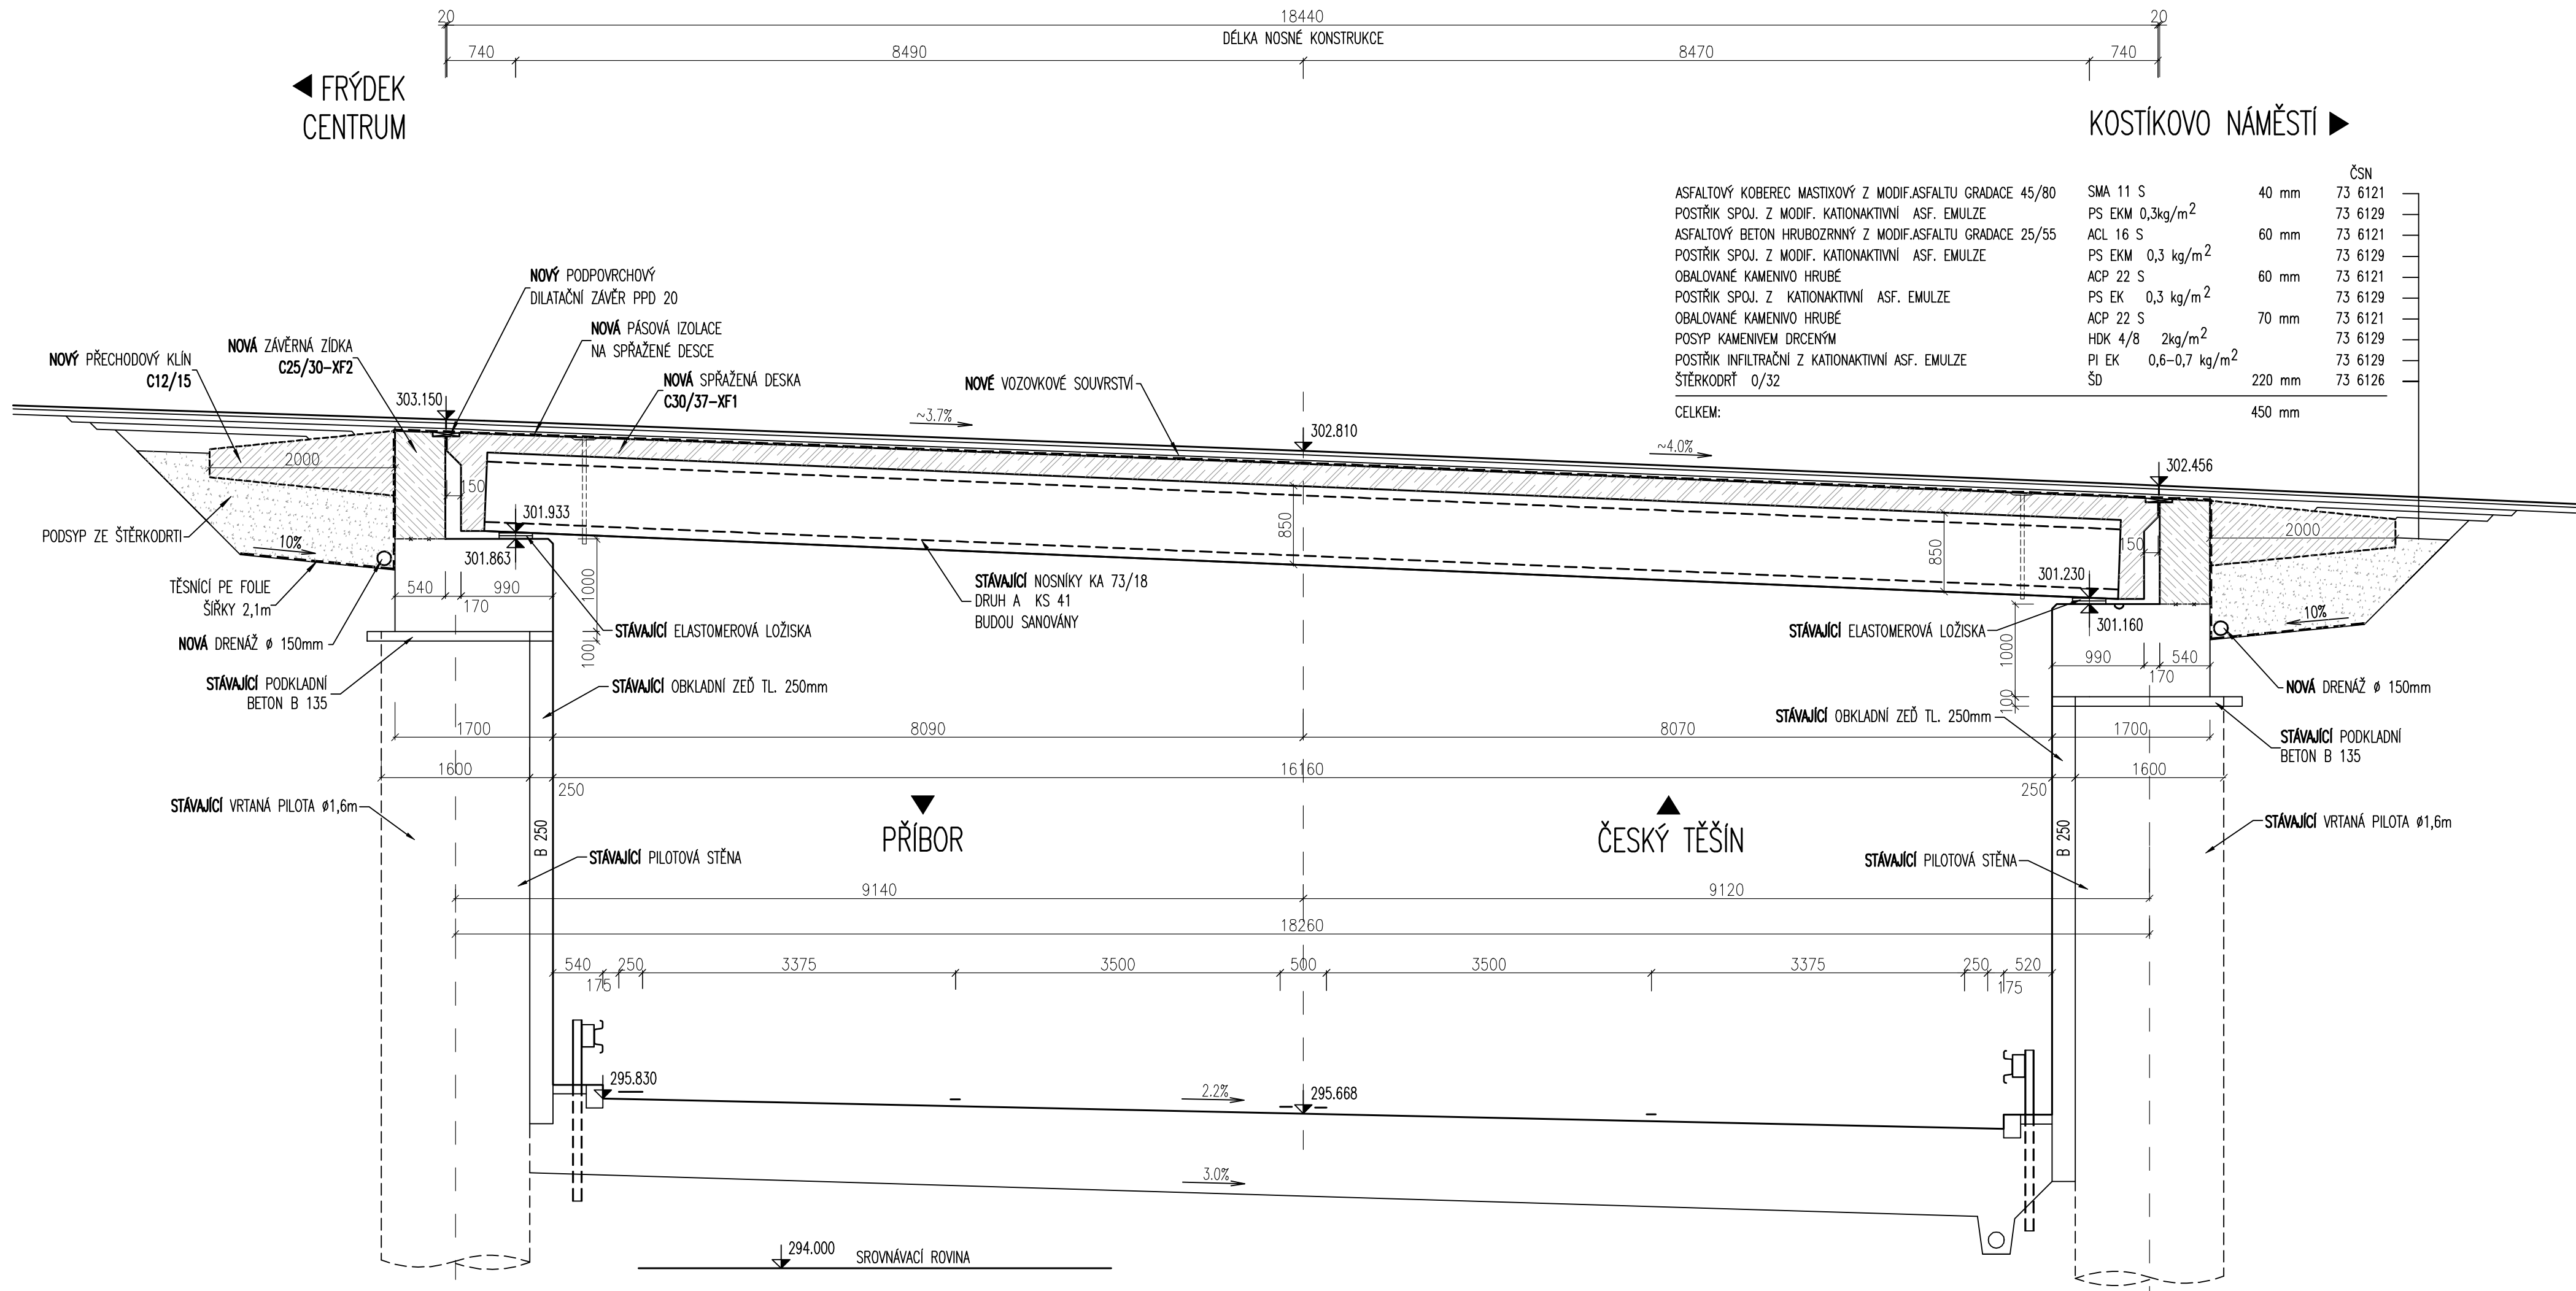 20 18440 20
DÉLKA NOSNÉ KONSTRUKCE
740 8490 8470 740
FRÝDEK
CENTRUM
KOSTÍKOVO NÁMĚSTÍ
ČSN
ASFALTOVÝ KOBEREC MASTIXOVÝ Z MODIF.ASFALTU GRADACE 45/80 SMA 11 S 40 mm 73 6121
POSTŘIK SPOJ. Z MODIF. KATIONAKTIVNÍ ASF. EMULZE PS EKM 0,3kg/m2 73 6129
ASFALTOVÝ BETON HRUBOZRNNÝ Z MODIF.ASFALTU GRADACE 25/55 ACL 16 S 60 mm 73 6121
POSTŘIK SPOJ. Z MODIF. KATIONAKTIVNÍ ASF. EMULZE PS EKM 0,3 kg/m2 73 6129
OBALOVANÉ KAMENIVO HRUBÉ ACP 22 S 60 mm 73 6121
POSTŘIK SPOJ. Z KATIONAKTIVNÍ ASF. EMULZE PS EK 0,3 kg/m2 73 6129
OBALOVANÉ KAMENIVO HRUBÉ ACP 22 S 70 mm 73 6121
POSYP KAMENIVEM DRCENÝM HDK 4/8 2kg/m2 73 6129
POSTŘIK INFILTRAČNÍ Z KATIONAKTIVNÍ ASF. EMULZE PI EK 0,6-0,7 kg/m2 73 6129
ŠTĚRKODRŤ 0/32 ŠD 220 mm 73 6126
CELKEM: 450 mm
NOVÝ PODPOVRCHOVÝ
DILATAČNÍ ZÁVĚR PPD 20
NOVÁ PÁSOVÁ IZOLACE
NA SPŘAŽENÉ DESCE
NOVÁ ZÁVĚRNÁ ZÍDKA
C25/30-XF2
NOVÝ PŘECHODOVÝ KLÍN
C12/15
NOVÁ SPŘAŽENÁ DESKA
C30/37-XF1
NOVÉ VOZOVKOVÉ SOUVRSTVÍ
303.150
~3.7%
302.810
~4.0%
302.456
2000
150
301.933
850
850
301.863
PODSYP ZE ŠTĚRKODRTI
10%
TĚSNÍCÍ PE FOLIE
ŠÍŘKY 2,1m
540 990
170
1000
100
STÁVAJÍCÍ NOSNÍKY KA 73/18
DRUH A KS 41
BUDOU SANOVÁNY
STÁVAJÍCÍ ELASTOMEROVÁ LOŽISKA
NOVÁ DRENÁŽ ø 150mm
STÁVAJÍCÍ PODKLADNÍ
BETON B 135
STÁVAJÍCÍ OBKLADNÍ ZEĎ TL. 250mm
150
2000
301.230
301.160
10%
STÁVAJÍCÍ ELASTOMEROVÁ LOŽISKA
1000
100
990 540
170
NOVÁ DRENÁŽ ø 150mm
STÁVAJÍCÍ OBKLADNÍ ZEĎ TL. 250mm
STÁVAJÍCÍ PODKLADNÍ
BETON B 135
1700 8090 8070 1700
1600 16160 1600
250 250
STÁVAJÍCÍ VRTANÁ PILOTA ø1,6m
PŘÍBOR
ČESKÝ TĚŠÍN
STÁVAJÍCÍ VRTANÁ PILOTA ø1,6m
B 250
B 250
STÁVAJÍCÍ PILOTOVÁ STĚNA
STÁVAJÍCÍ PILOTOVÁ STĚNA
9140 9120
18260
540 250 3375 3500 500 3500 3375 250 520
175 175
295.830
2.2%
295.668
3.0%
294.000
SROVNÁVACÍ ROVINA